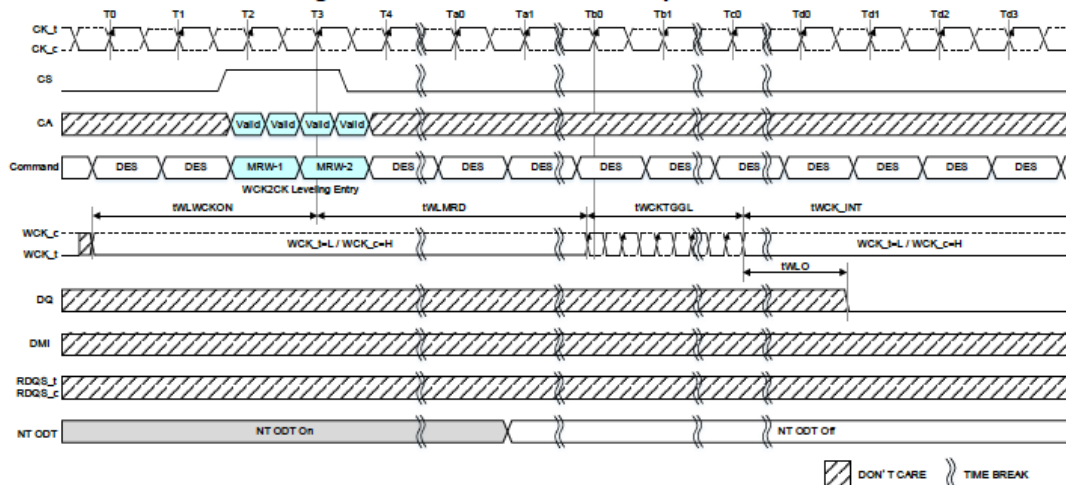 T0 T1 T2 T3 T4 Ta0 Ta1 Tb0 Tb1 Tc0 Td0 Td1 Td2 Td3
CK_t
CK_c
CS
CA Valid Valid Valid Valid
Command DES DES MRW-1 MRW-2 DES DES DES DES DES DES DES DES DES DES
WCK2CK Leveling Entry
tWLWCKON tWLMRD tWCKTGGL tWCK_INT
WCK_c
WCK_t=L / WCK_c=H WCK_t=L / WCK_c=H
WCK_t
tWLO
DQ
DMI
RDQS_t
RDQS_c
NT ODT NT ODT On NT ODT Off
DON'T CARE TIME BREAK